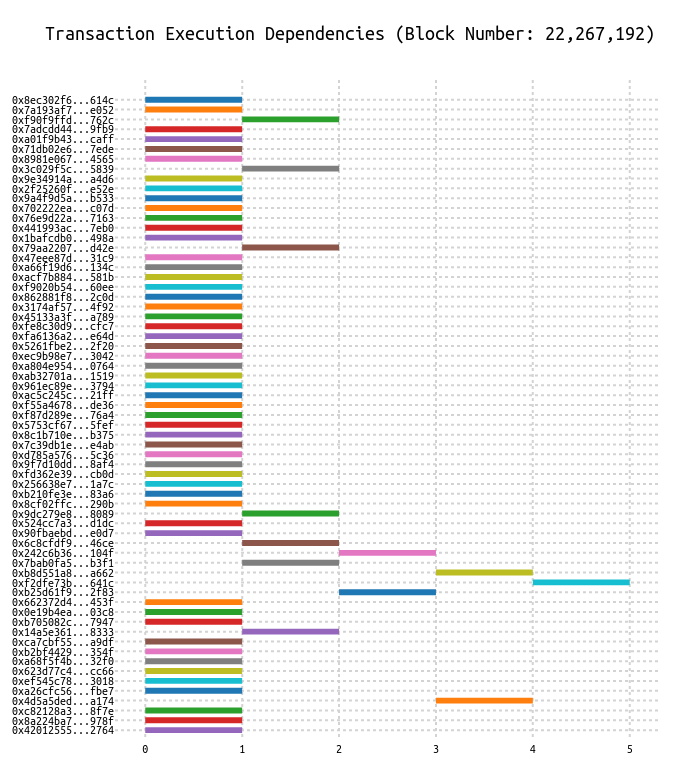 Transaction Execution Dependencies (Block Number: 22,267,192)
0x8ec302f6...614c
0x7a193af7...e052
0xf90f9ffd...762c
0x7adcdd44...9fb9
0xa01f9b43...caff
0x71db02e6...7ede
0x8981e067...4565
0x3c029f5c...5839
0x9e34914a...a4d6
0x2f25260f...e52e
0x9a4f9d5a...b533
0x702222ea...c07d
0x76e9d22a...7163
0x441993ac...7eb0
0x1bafcdb0...498a
0x79aa2207...d42e
0x47eee87d...31c9
0xa66f19d6...134c
0xacf7b884...581b
0xf9020b54...60ee
0x862881f8...2c0d
0x3174af57...4f92
0x45133a3f...a789
0xfe8c30d9...cfc7
0xfa6136a2...e64d
0x5261fbe2...2f20
0xec9b98e7...3042
0xa804e954...0764
0xab32701a...1519
0x961ec89e...3794
0xac5c245c...21ff
0xf55a4678...de36
0xf87d289e...76a4
0x5753cf67...5fef
0x8c1b710e...b375
0x7c39db1e...e4ab
0xd785a576...5c36
0x9f7d10dd...8af4
0xfd362e39...cb0d
0x256638e7...1a7c
0xb210fe3e...83a6
0x8cf02ffc...290b
0x9dc279e8...8089
0x524cc7a3...d1dc
0x90fbaebd...e0d7
0x6c8cfdf9...46ce
0x242c6b36...104f
0x7bab0fa5...b3f1
0xb8d551a8...a662
0xf2dfe73b...641c
0xb25d61f9...2f83
0x662372d4...453f
0x0e19b4ea...03c8
0xb705082c...7947
0x14a5e361...8333
0xca7cbf55...a9df
0xb2bf4429...354f
0xa68f5f4b...32f0
0x623d77c4...cc66
0xef545c78...3018
0xa26cfc56...fbe7
0x4d5a5ded...a174
0xc82128a3...8f7e
0x8a224ba7...978f
0x42012555...2764
0 1 2 3 4 5